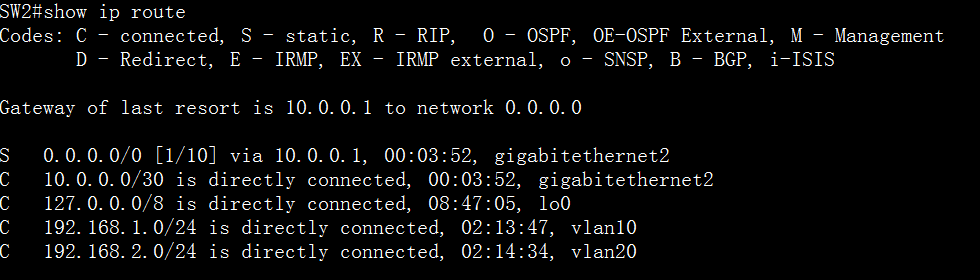 SW2#show ip route
Codes: C - connected, S - static, R - RIP,  O - OSPF, OE-OSPF External, M - Management
       D - Redirect, E - IRMP, EX - IRMP external, o - SNSP, B - BGP, i-ISIS
Gateway of last resort is 10.0.0.1 to network 0.0.0.0
S   0.0.0.0/0 [1/10] via 10.0.0.1, 00:03:52, gigabitethernet2
C   10.0.0.0/30 is directly connected, 00:03:52, gigabitethernet2
C   127.0.0.0/8 is directly connected, 08:47:05, lo0
C   192.168.1.0/24 is directly connected, 02:13:47, vlan10
C   192.168.2.0/24 is directly connected, 02:14:34, vlan20